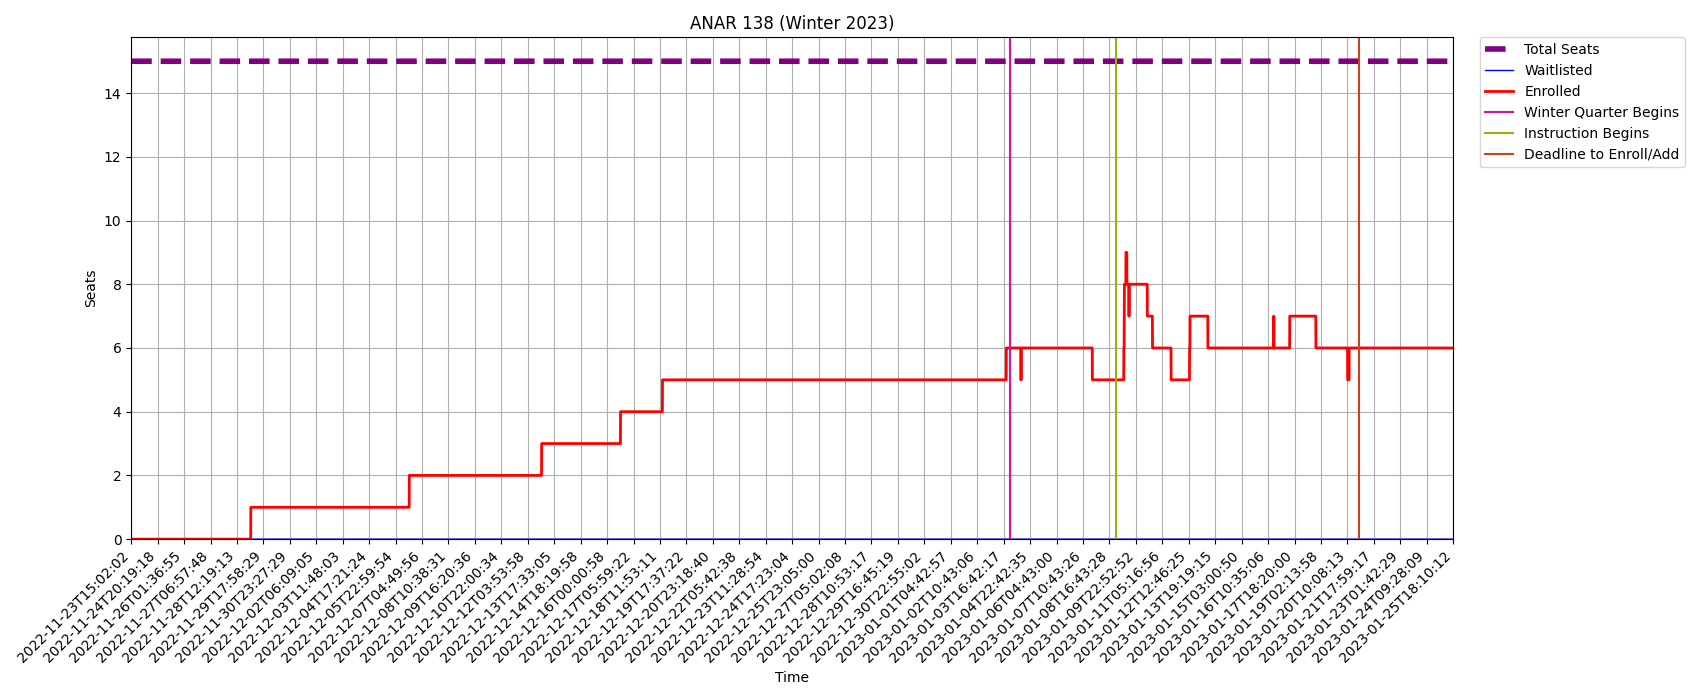 ANAR 138 (Winter 2023)
Total Seats
Waitlisted
Enrolled
Winter Quarter Begins
Instruction Begins
Deadline to Enroll/Add
Seats
14
12
10
8
6
4
2
0
2022-11-23T15:02:02
2022-11-24T20:19:18
2022-11-26T01:36:55
2022-11-27T06:57:48
2022-11-28T12:19:13
2022-11-29T17:58:29
2022-11-30T23:27:29
2022-12-02T06:09:05
2022-12-03T11:48:03
2022-12-04T17:21:24
2022-12-05T22:59:54
2022-12-07T04:49:56
2022-12-08T10:38:31
2022-12-09T16:20:36
2022-12-10T22:00:34
2022-12-12T03:53:58
2022-12-13T17:33:05
2022-12-14T18:19:58
2022-12-16T00:00:58
2022-12-17T05:59:22
2022-12-18T11:53:11
2022-12-19T17:37:22
2022-12-20T23:18:40
2022-12-22T05:42:38
2022-12-23T11:28:54
2022-12-24T17:23:04
2022-12-25T23:05:00
2022-12-27T05:02:08
2022-12-28T10:53:17
2022-12-29T16:45:19
2022-12-30T22:55:02
2023-01-01T04:42:57
2023-01-02T10:43:06
2023-01-03T16:42:17
2023-01-04T22:42:35
2023-01-06T04:43:00
2023-01-07T10:43:26
2023-01-08T16:43:28
2023-01-09T22:52:52
2023-01-11T05:16:56
2023-01-12T12:46:25
2023-01-13T19:19:15
2023-01-15T03:00:50
2023-01-16T10:35:06
2023-01-17T18:20:00
2023-01-19T02:13:58
2023-01-20T10:08:13
2023-01-21T17:59:17
2023-01-23T01:42:29
2023-01-24T09:28:09
2023-01-25T18:10:12
Time